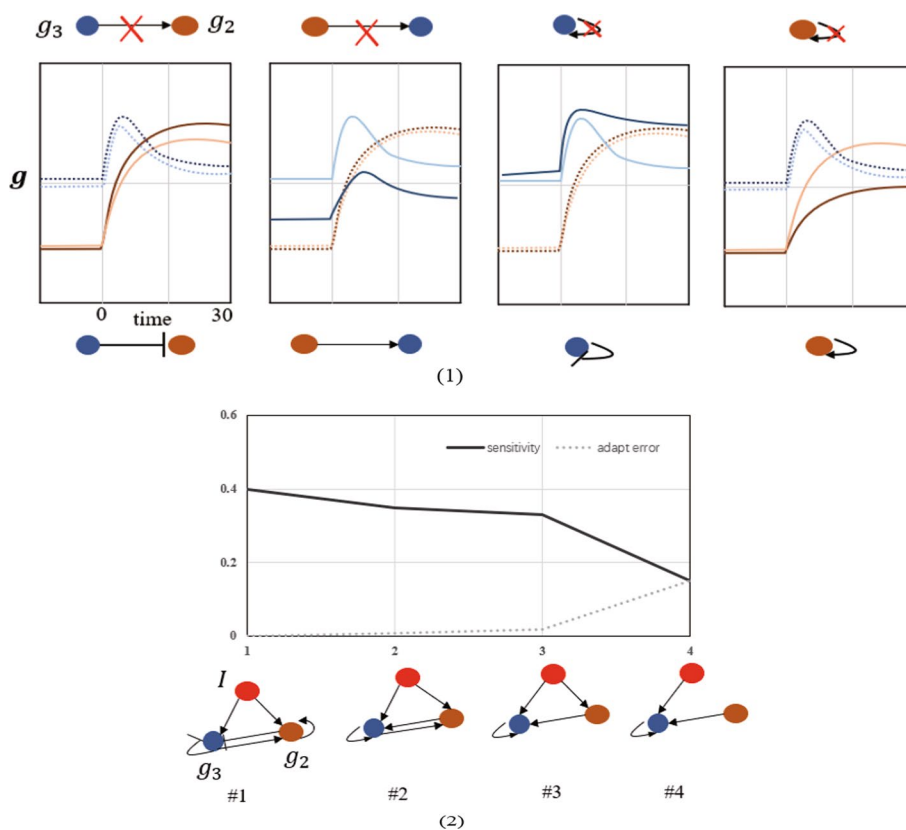 g₃ g₂
g
0 30
time
(1)
0.6
sensitivity adapt error
0.4
0.2
0
1 2 3 4
I
g₃ g₂
#1 #2 #3 #4
(2)